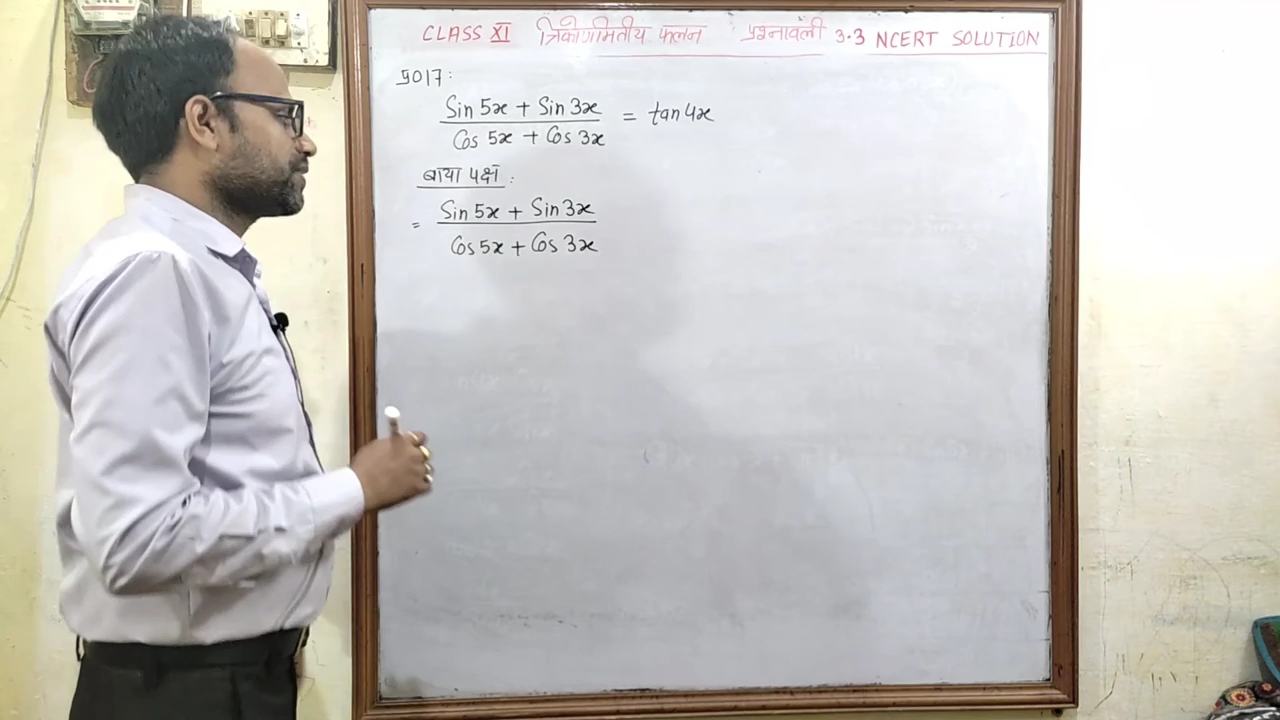 CLASS XI त्रिकोणमितीय फलन प्रश्नावली 3.3 NCERT SOLUTION
प्र017:
Sin 5x + Sin 3x / Cos 5x + Cos 3x = tan 4x
बाया पक्ष:
= Sin 5x + Sin 3x / Cos 5x + Cos 3x